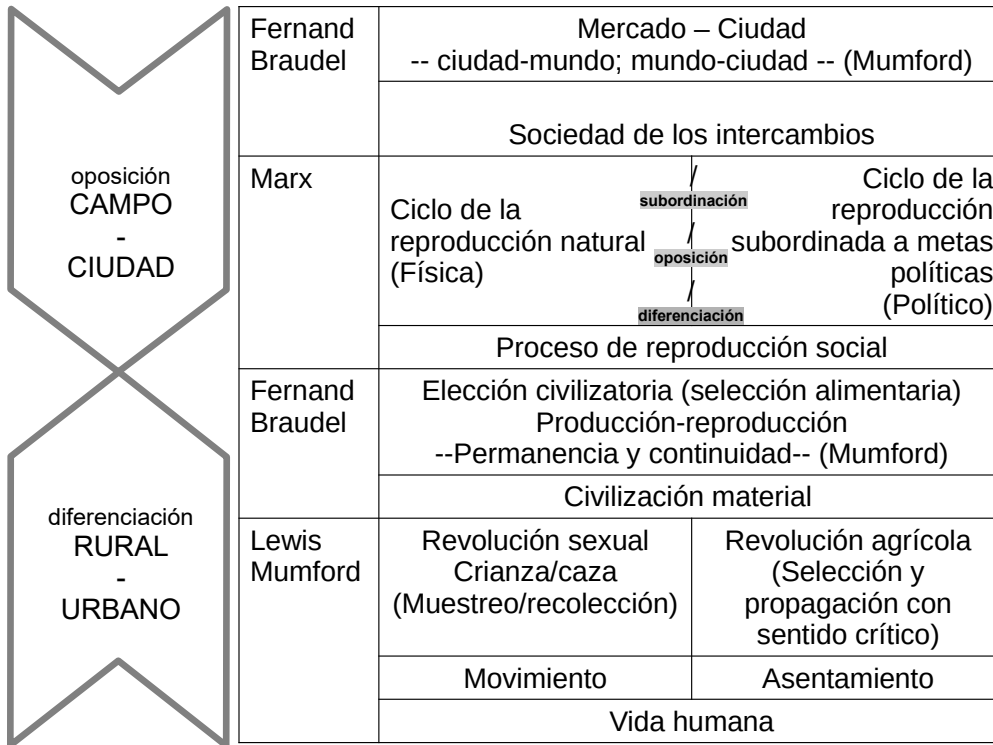 oposición
CAMPO
-
CIUDAD
diferenciación
RURAL
-
URBANO
Fernand
Braudel
Mercado – Ciudad
-- ciudad-mundo; mundo-ciudad -- (Mumford)
Sociedad de los intercambios
Marx
Ciclo de la
reproducción natural
(Física)
/
subordinación
/
oposición
/
diferenciación
Ciclo de la
reproducción
subordinada a metas
políticas
(Político)
Proceso de reproducción social
Fernand
Braudel
Elección civilizatoria (selección alimentaria)
Producción-reproducción
--Permanencia y continuidad-- (Mumford)
Civilización material
Lewis
Mumford
Revolución sexual
Crianza/caza
(Muestreo/recolección)
Revolución agrícola
(Selección y
propagación con
sentido crítico)
Movimiento
Asentamiento
Vida humana